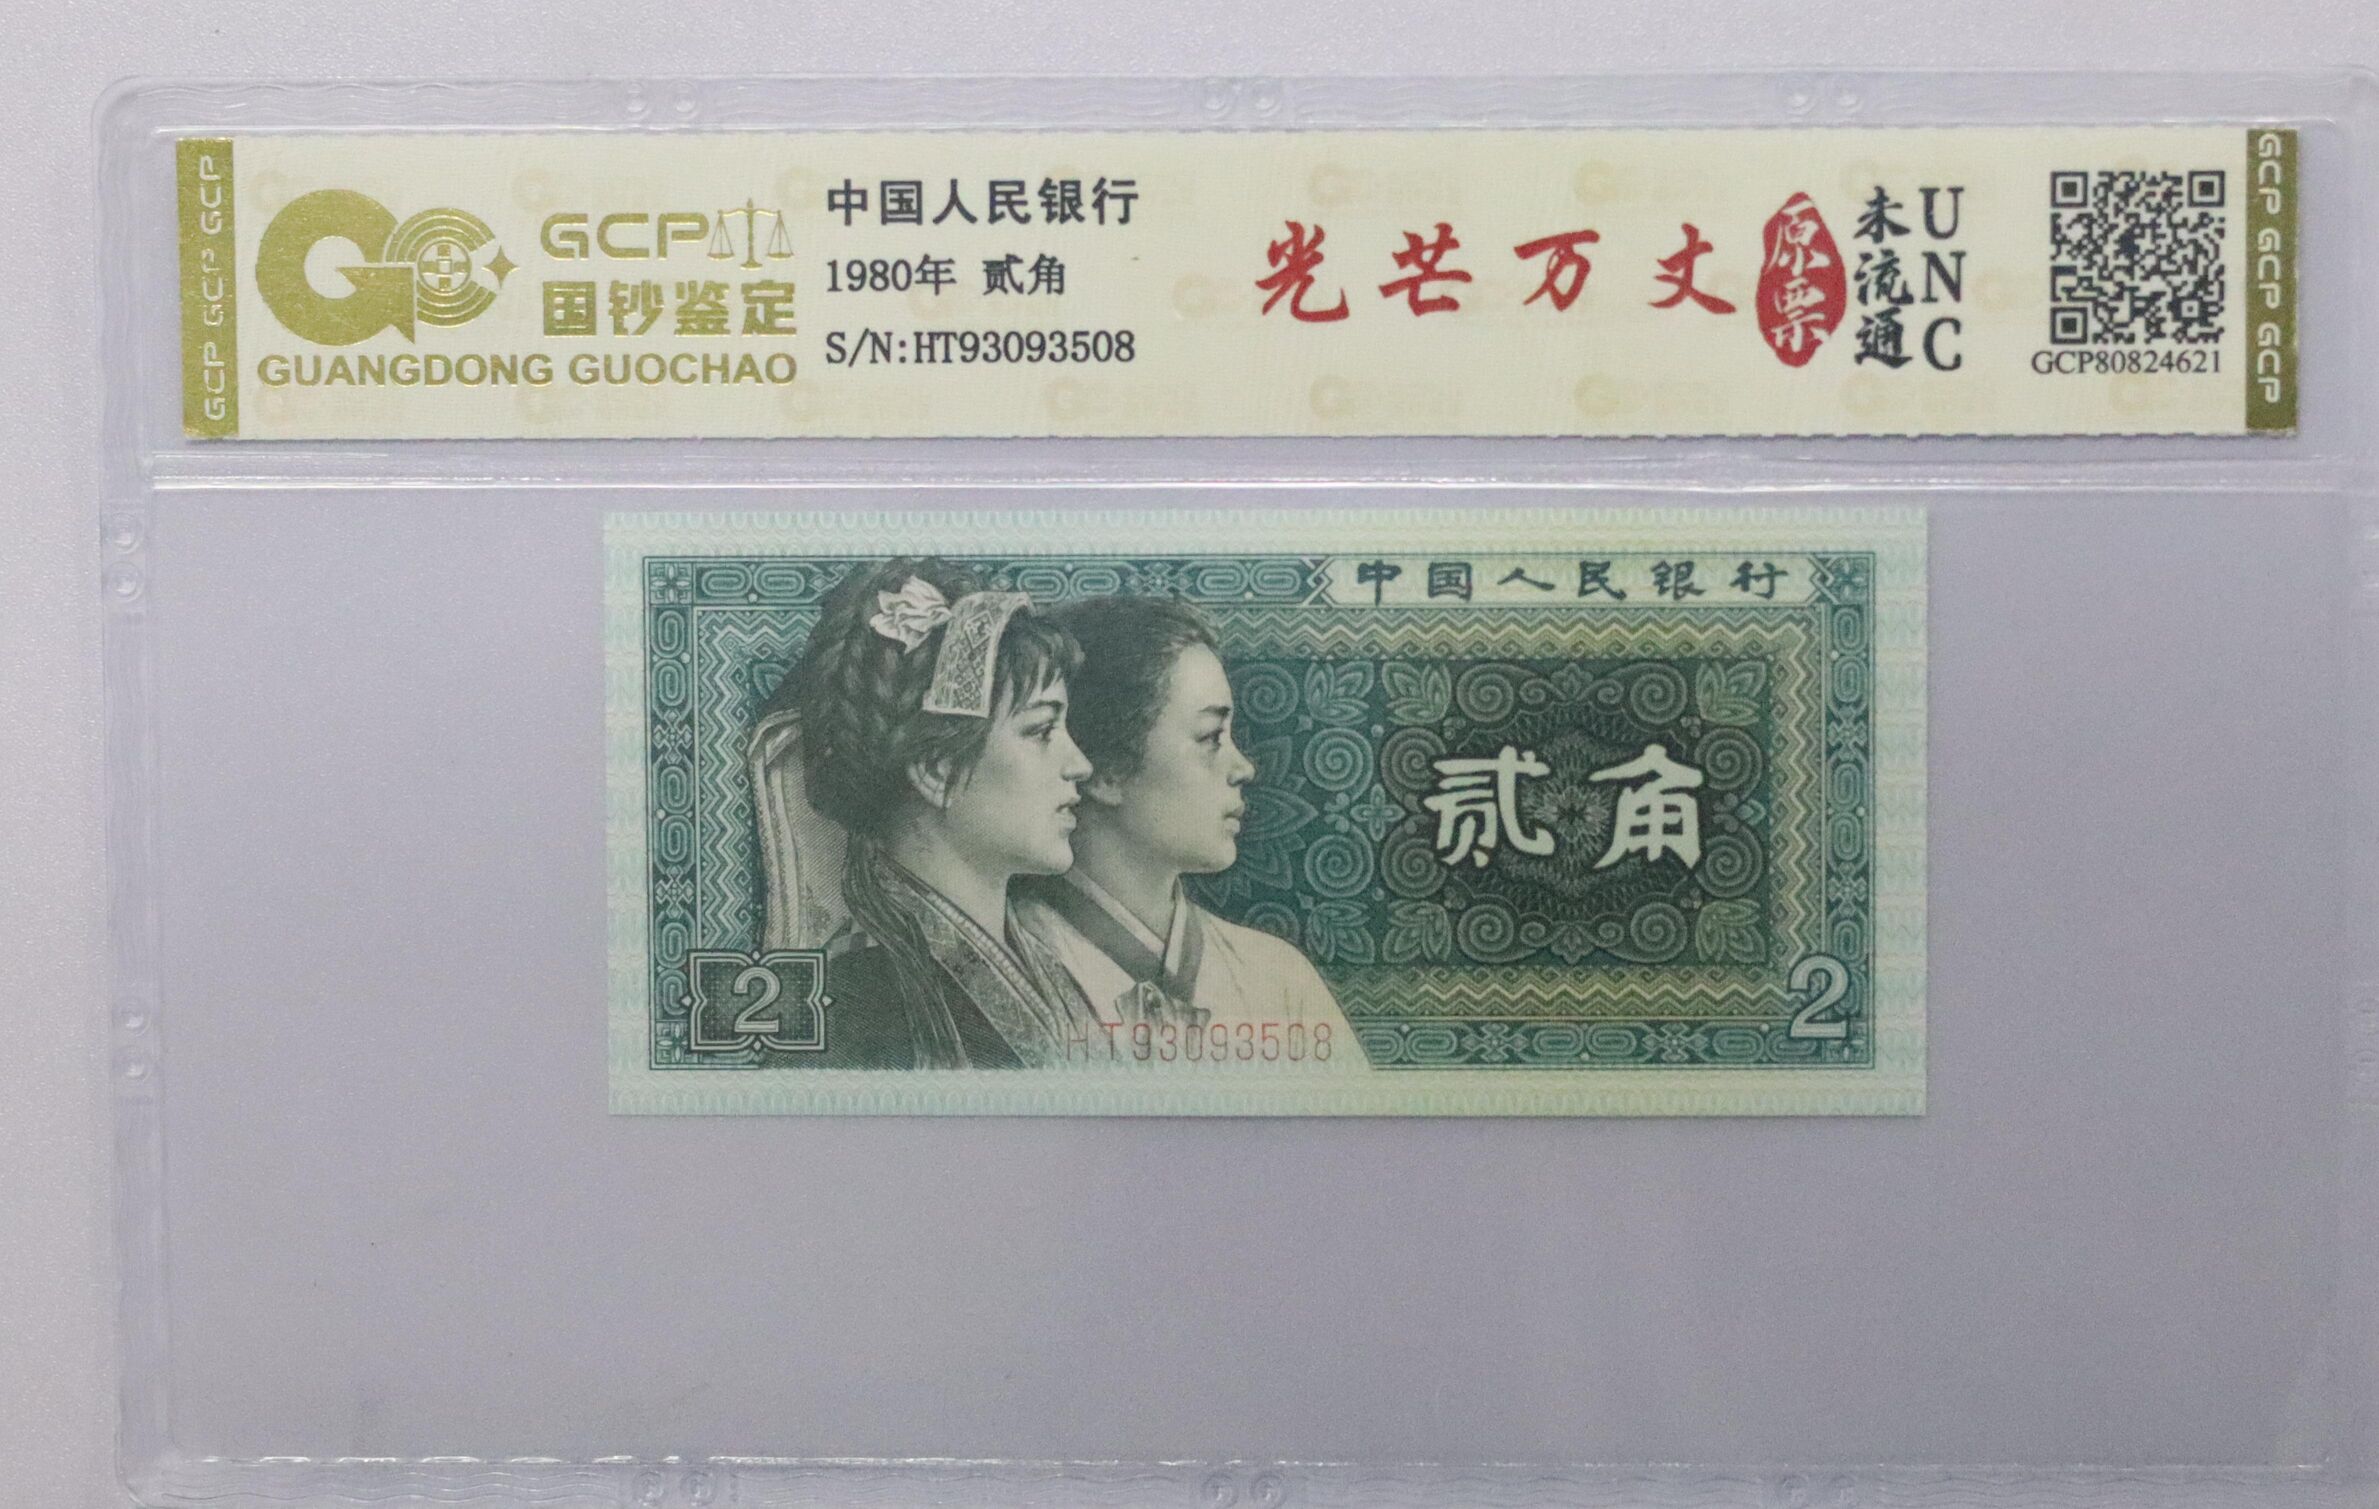 GCP GCP GCP
GCP
国钞鉴定
GUANGDONG GUOCHAO
中国人民银行
1980年 贰角
S/N:HT93093508
光芒万丈
原票
未流通
UNC
GCP80824621
GCP GCP GCP
中国人民银行
贰角
2
2
HT93093508